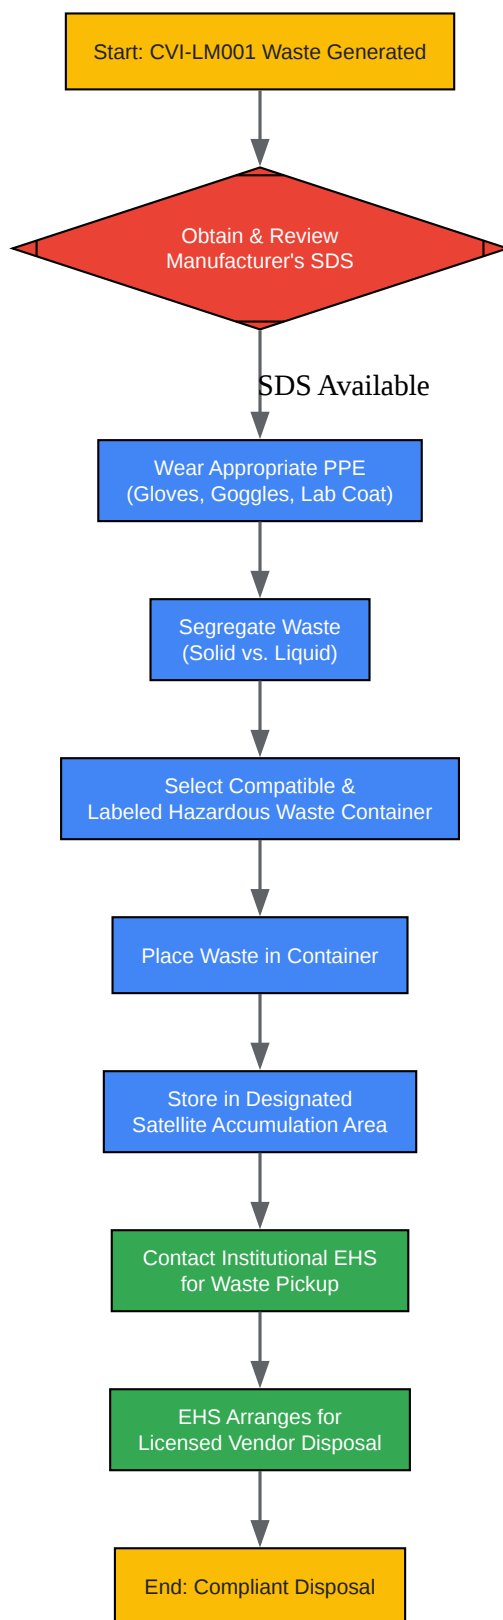 Start: CVI-LM001 Waste Generated
Obtain & Review
Manufacturer's SDS
SDS Available
Wear Appropriate PPE
(Gloves, Goggles, Lab Coat)
Segregate Waste
(Solid vs. Liquid)
Select Compatible &
Labeled Hazardous Waste Container
Place Waste in Container
Store in Designated
Satellite Accumulation Area
Contact Institutional EHS
for Waste Pickup
EHS Arranges for
Licensed Vendor Disposal
End: Compliant Disposal